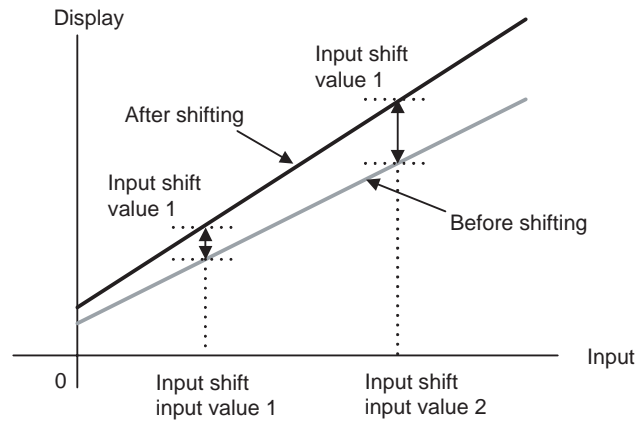 Display
Input shift
value 1
After shifting
Input shift
value 1
Before shifting
Input
0
Input shift
input value 1
Input shift
input value 2